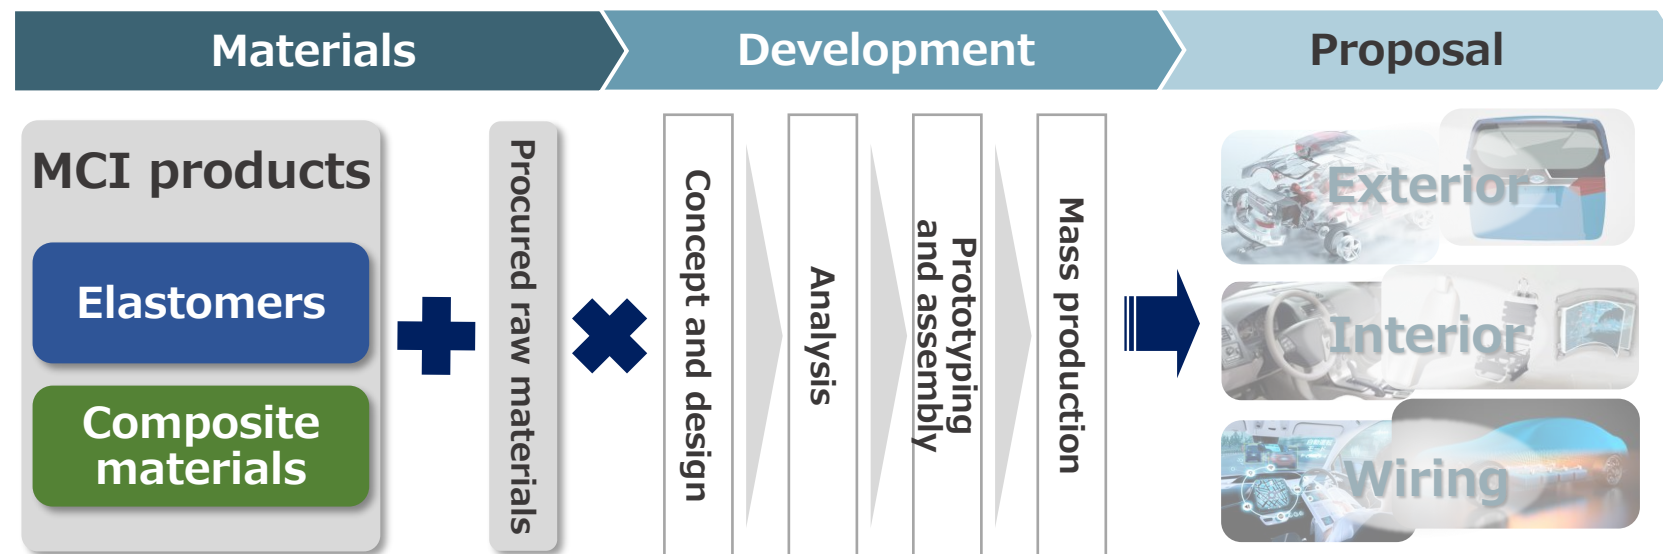 Materials
Development
Proposal
MCI products
Elastomers
Composite
materials
Procured raw materials
Concept and design
Analysis
Prototyping
and assembly
Mass production
Exterior
Interior
Wiring